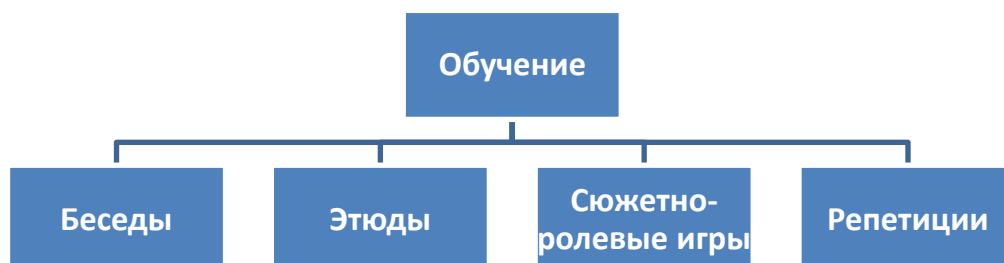 Обучение
Беседы
Этюды
Сюжетно-
ролевые игры
Репетиции